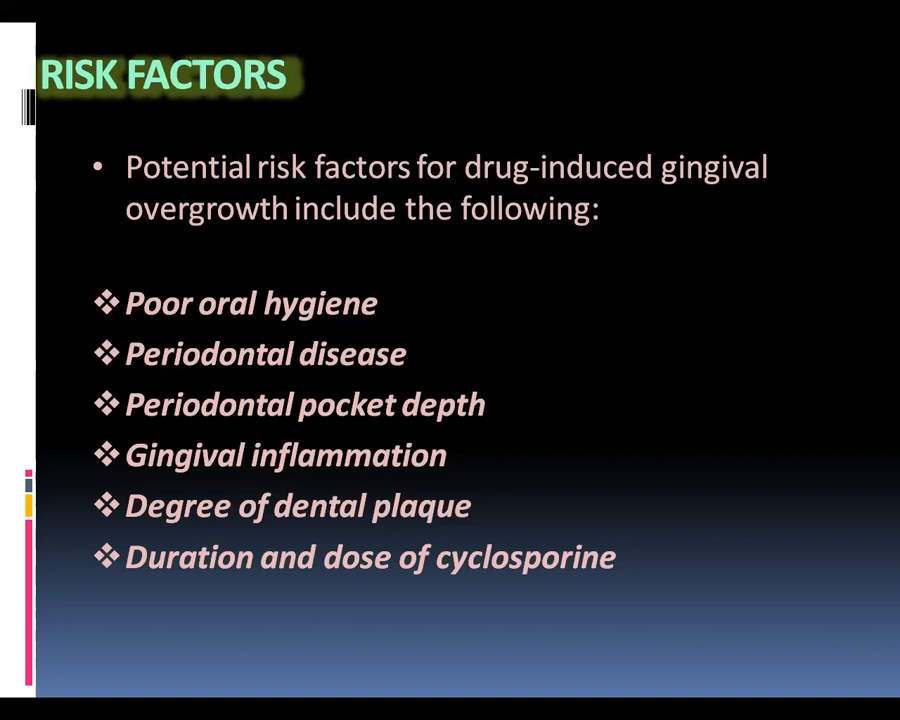 RISK FACTORS
• Potential risk factors for drug-induced gingival
overgrowth include the following:
❖ Poor oral hygiene
❖ Periodontal disease
❖ Periodontal pocket depth
❖ Gingival inflammation
❖ Degree of dental plaque
❖ Duration and dose of cyclosporine